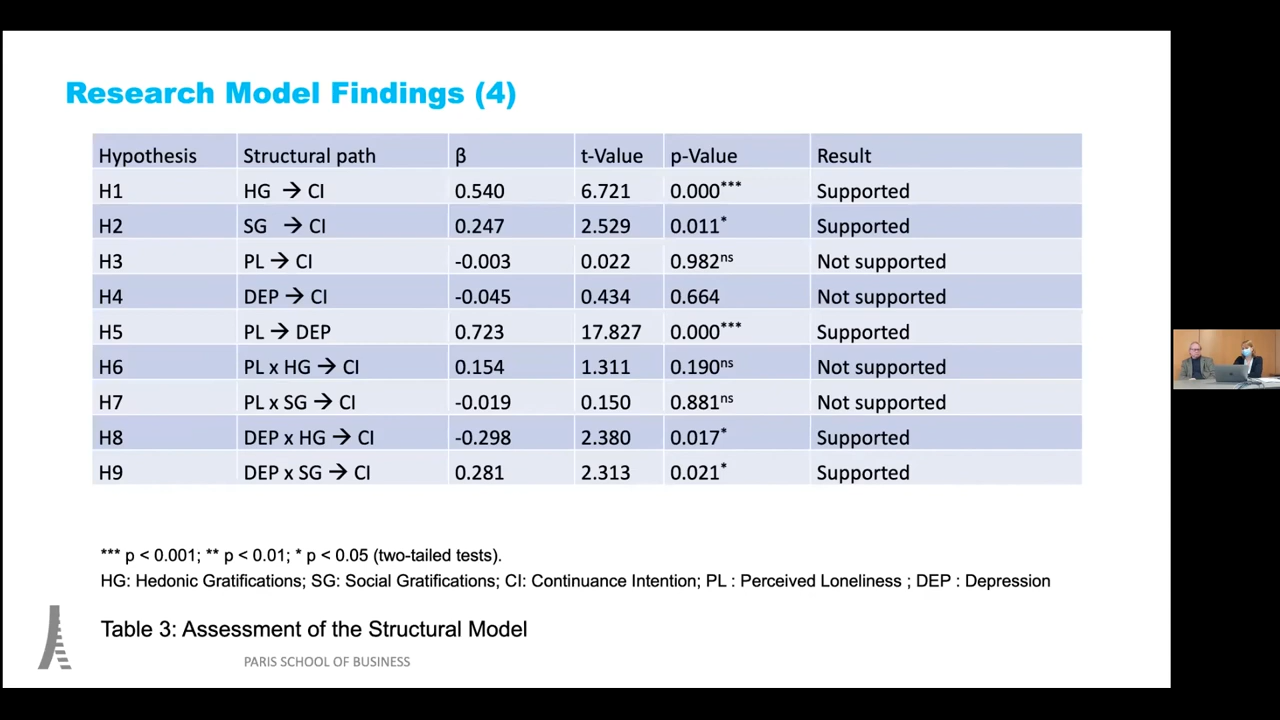 Research Model Findings (4)
Hypothesis Structural path β t-Value p-Value Result
H1 HG → CI 0.540 6.721 0.000*** Supported
H2 SG → CI 0.247 2.529 0.011* Supported
H3 PL → CI -0.003 0.022 0.982ns Not supported
H4 DEP → CI -0.045 0.434 0.664 Not supported
H5 PL → DEP 0.723 17.827 0.000*** Supported
H6 PL x HG → CI 0.154 1.311 0.190ns Not supported
H7 PL x SG → CI -0.019 0.150 0.881ns Not supported
H8 DEP x HG → CI -0.298 2.380 0.017* Supported
H9 DEP x SG → CI 0.281 2.313 0.021* Supported
*** p < 0.001; ** p < 0.01; * p < 0.05 (two-tailed tests).
HG: Hedonic Gratifications; SG: Social Gratifications; CI: Continuance Intention; PL : Perceived Loneliness ; DEP : Depression
Table 3: Assessment of the Structural Model
PARIS SCHOOL OF BUSINESS